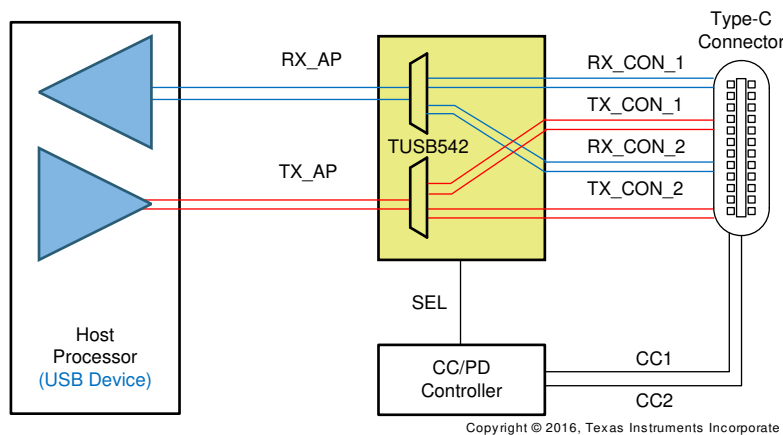 Type-C
Connector
RX_AP
RX_CON_1
TX_CON_1
TUSB542
RX_CON_2
TX_AP
TX_CON_2
SEL
Host
Processor
(USB Device)
CC/PD
Controller
CC1
CC2
Copyright © 2016, Texas Instruments Incorporate